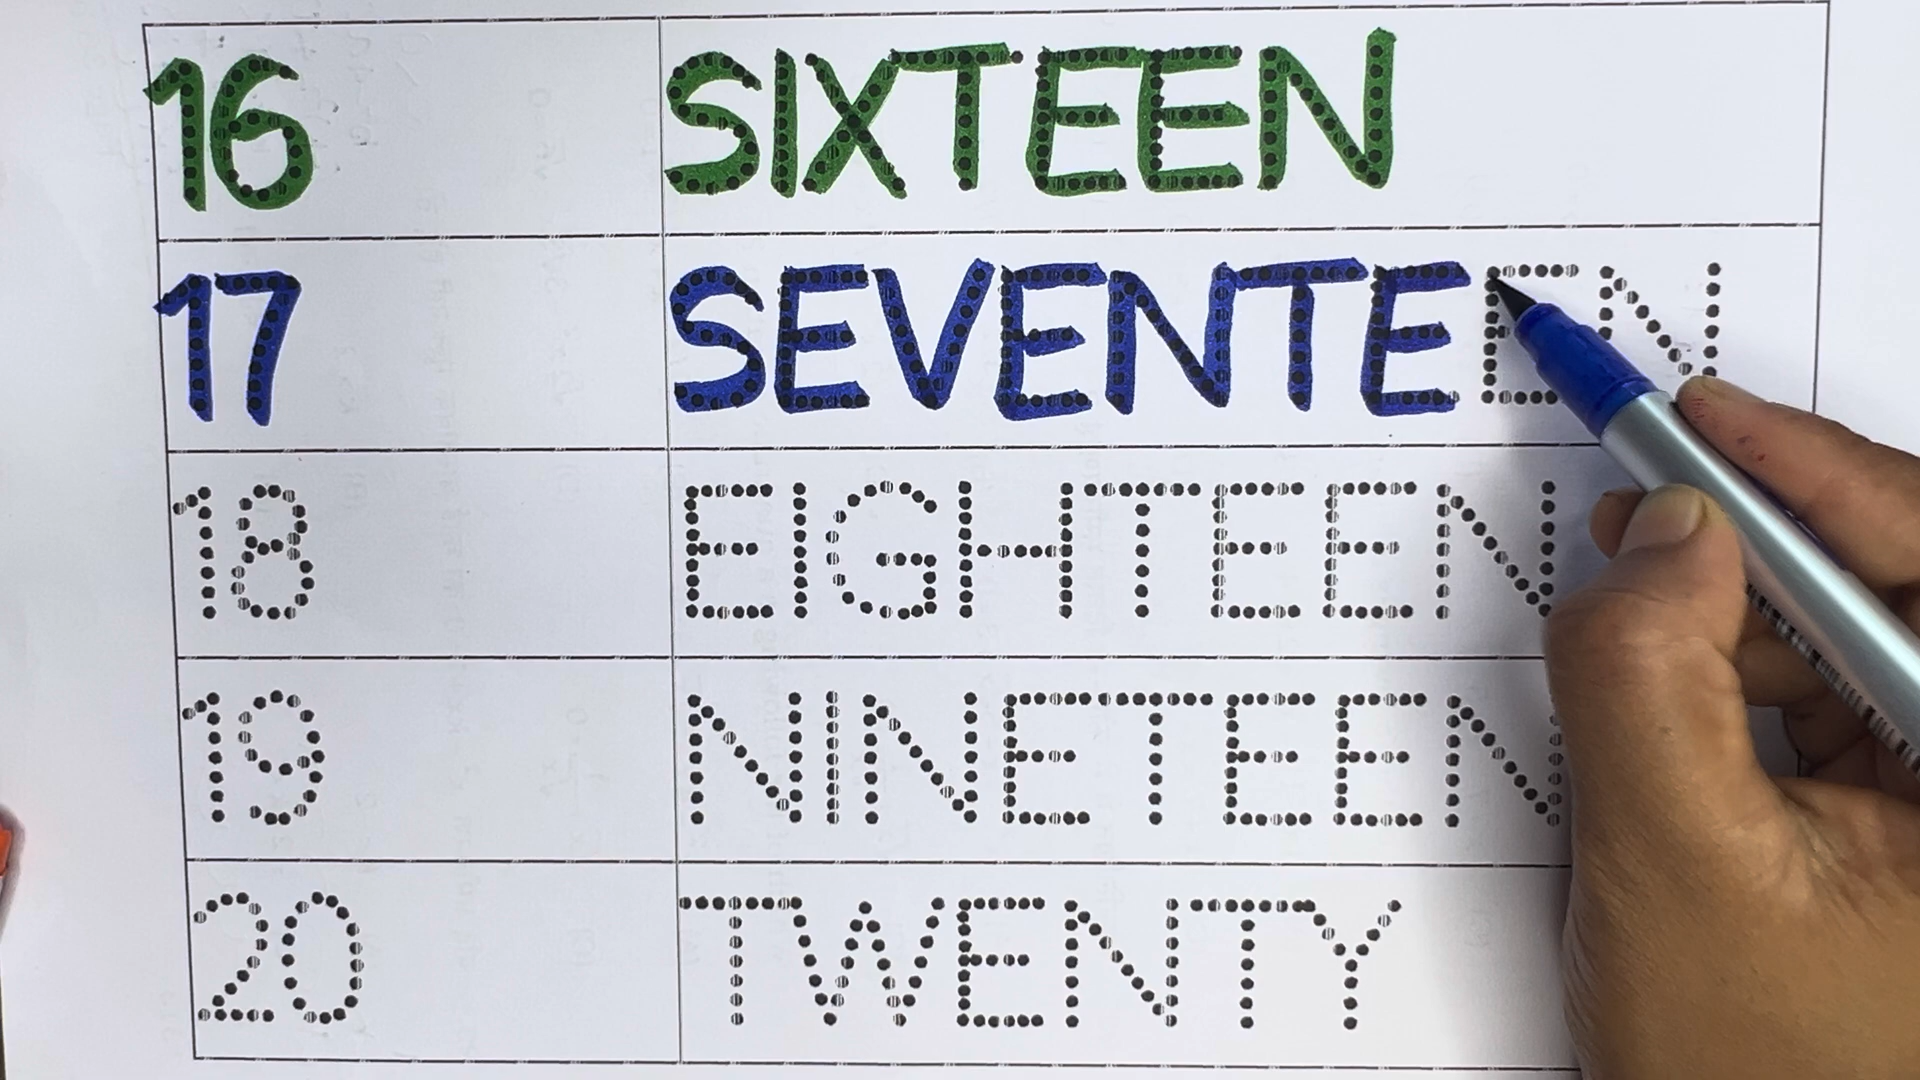 16 SIXTEEN
17 SEVENTEEN
18 EIGHTEEN
19 NINETEEN
20 TWENTY